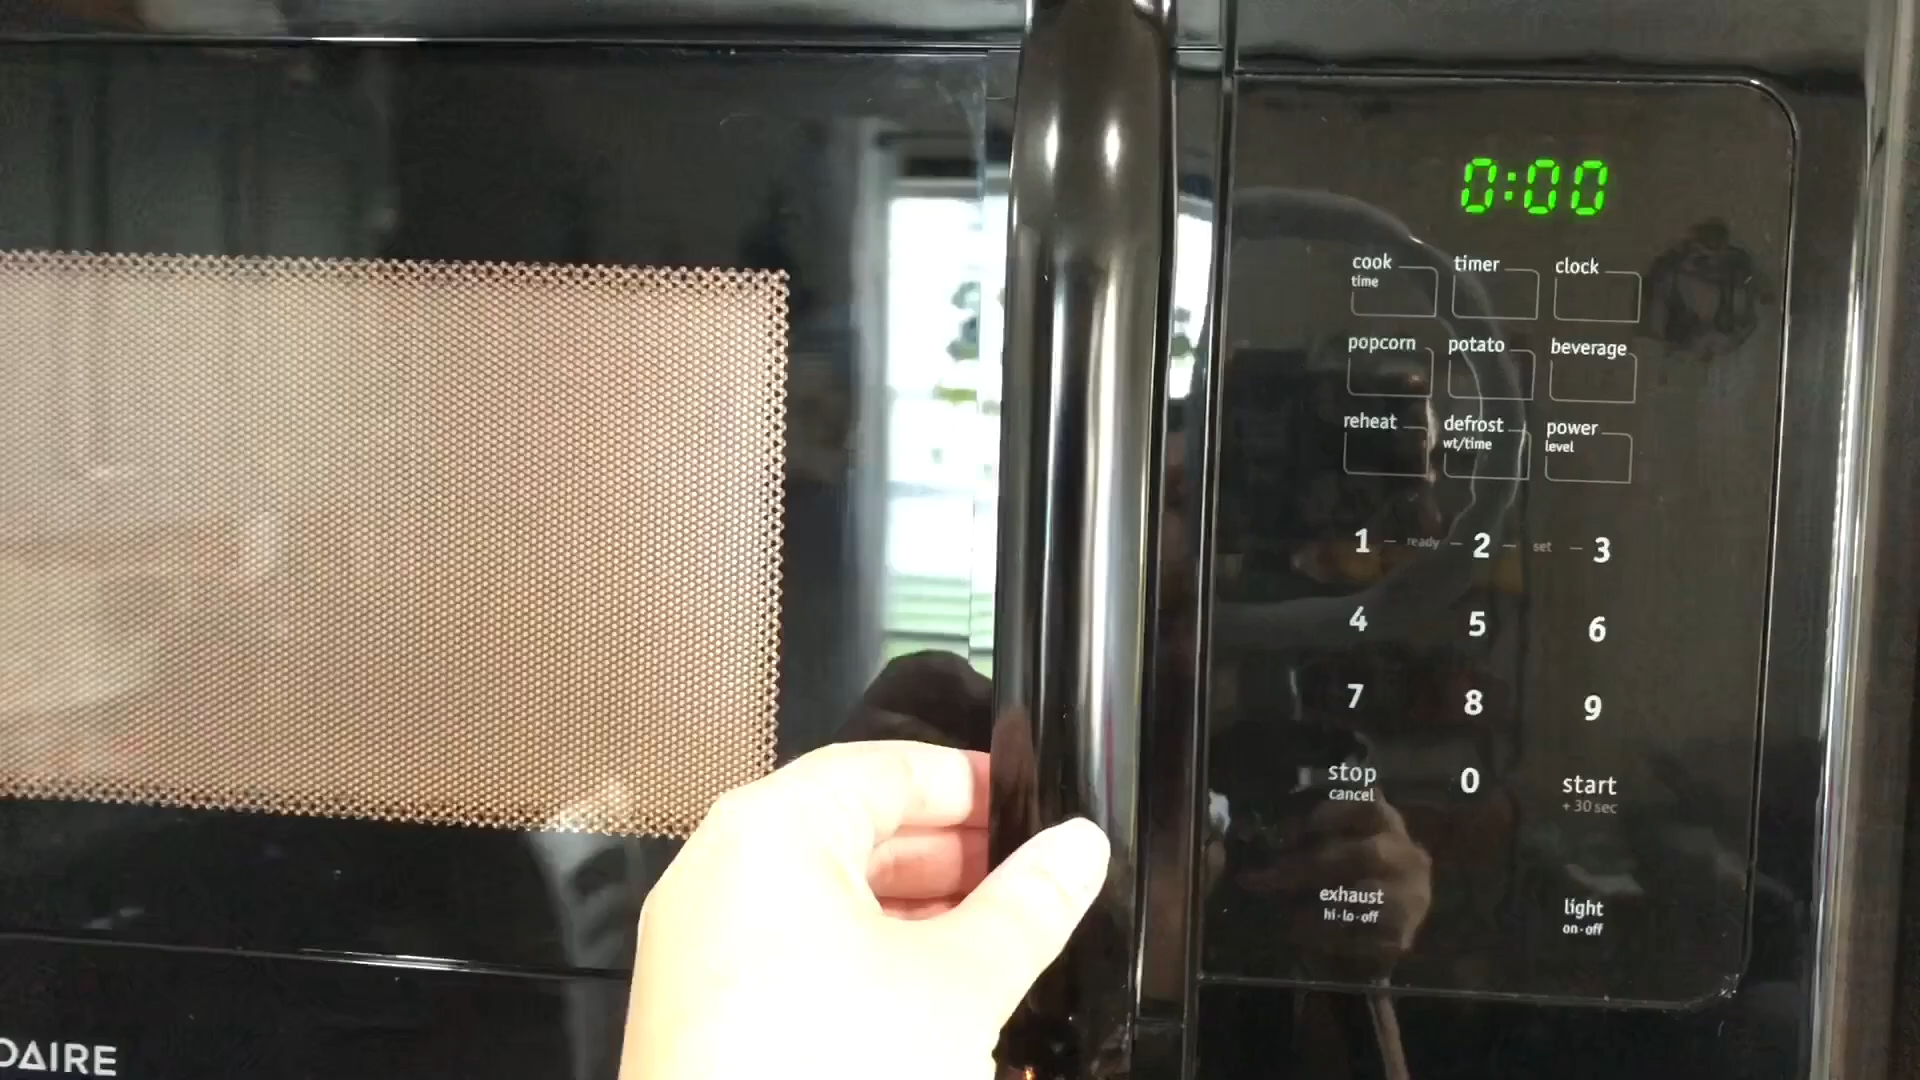 0:00
cook timer clock
time
popcorn potato beverage
reheat defrost power
wt/time level
1 – ready – 2 – set – 3
4 5 6
7 8 9
stop 0 start
cancel + 30 sec
exhaust light
hi·lo·off on·off
DAIRE